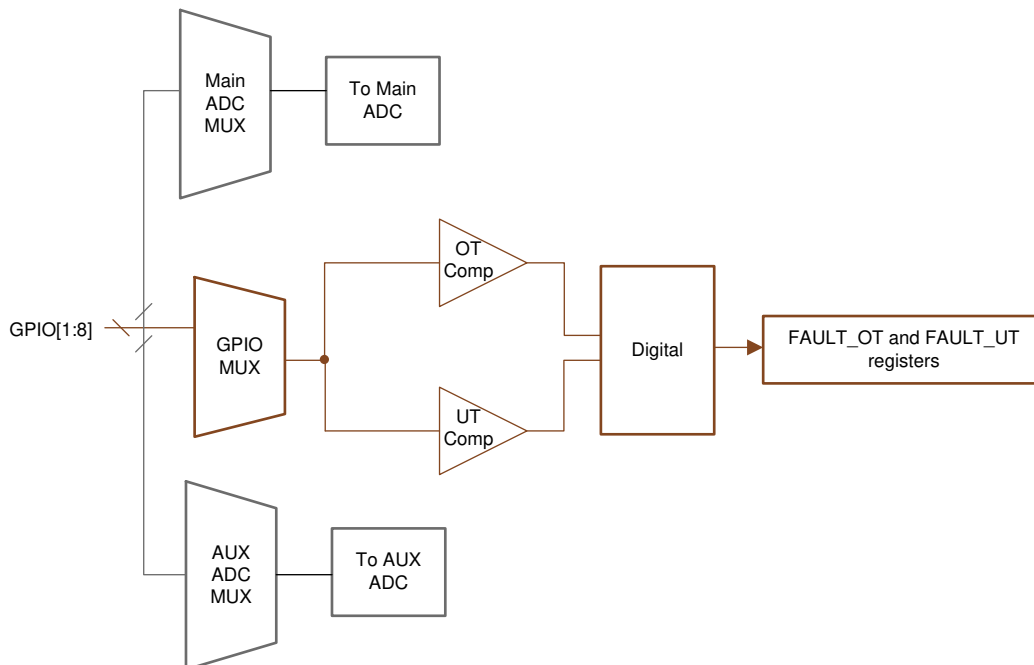 Main
ADC
MUX
To Main
ADC
OT
Comp
GPIO[1:8]
GPIO
MUX
Digital
FAULT_OT and FAULT_UT
registers
UT
Comp
AUX
ADC
MUX
To AUX
ADC